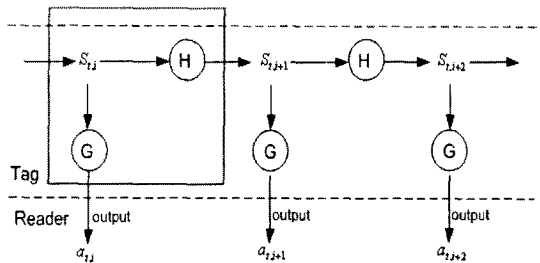 S_{t,i} H S_{t,i+1} H S_{t,i+2}
G G G
Tag
Reader output output output
a_{t,i} a_{t,i+1} a_{t,i+2}